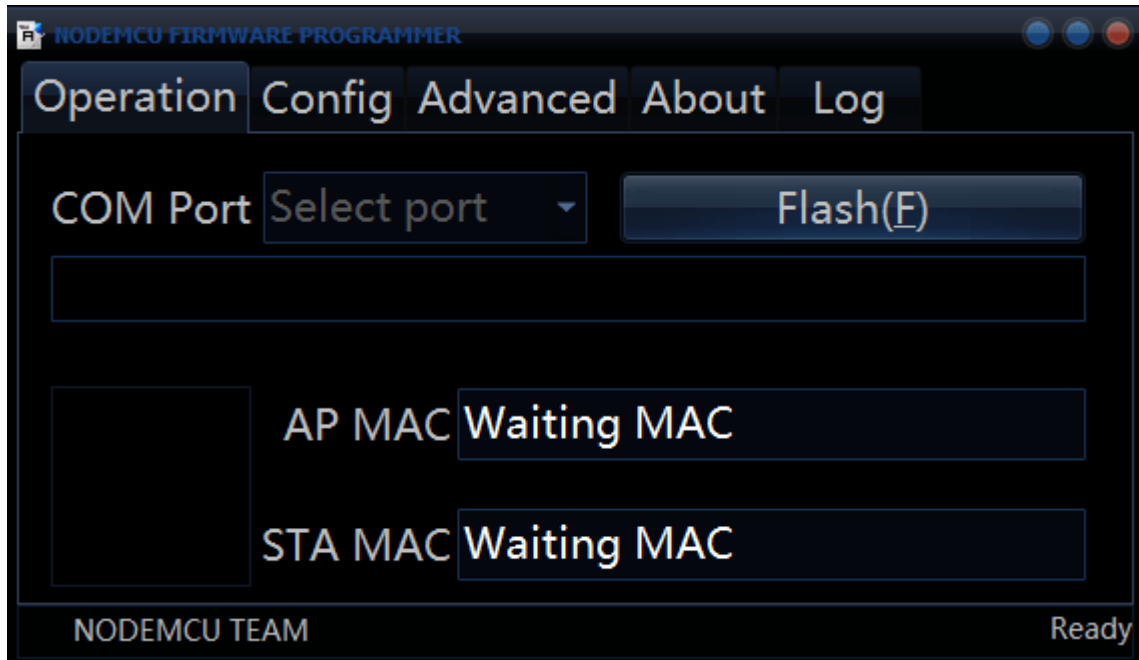 NODEMCU FIRMWARE PROGRAMMER
Operation Config Advanced About Log
COM Port Select port Flash(F)
AP MAC Waiting MAC
STA MAC Waiting MAC
NODEMCU TEAM Ready